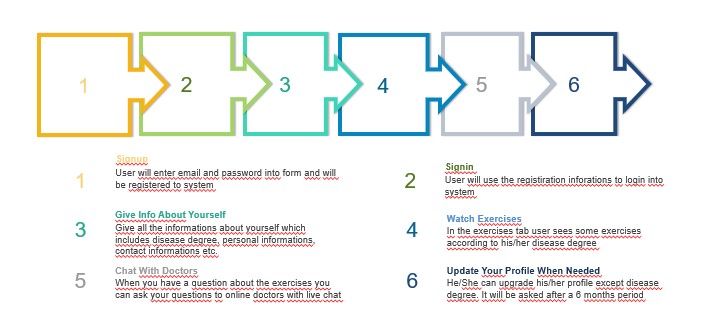 1 2 3 4 5 6
1
Signup
User will enter email and password into form and will
be registered to system
2
Signin
User will use the registiration inforations to login into
system
3
Give Info About Yourself
Give all the informations about yourself which
includes disease degree, personal informations,
contact informations etc.
4
Watch Exercises
In the exercises tab user sees some exercises
according to his/her disease degree
5
Chat With Doctors
When you have a question about the exercises you
can ask your questions to online doctors with live chat
6
Update Your Profile When Needed
He/She can upgrade his/her profile except disease
degree. It will be asked after a 6 months period